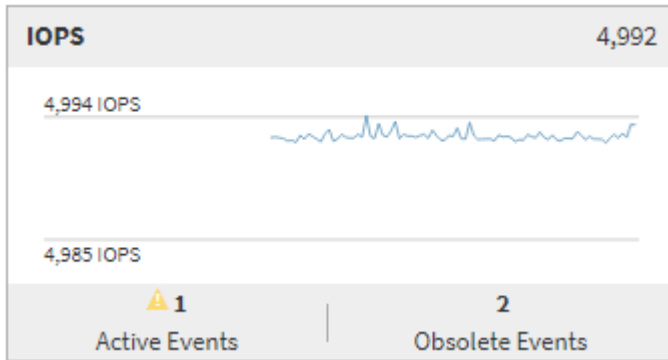 IOPS 4,992
4,994 IOPS
4,985 IOPS
1 2
Active Events Obsolete Events